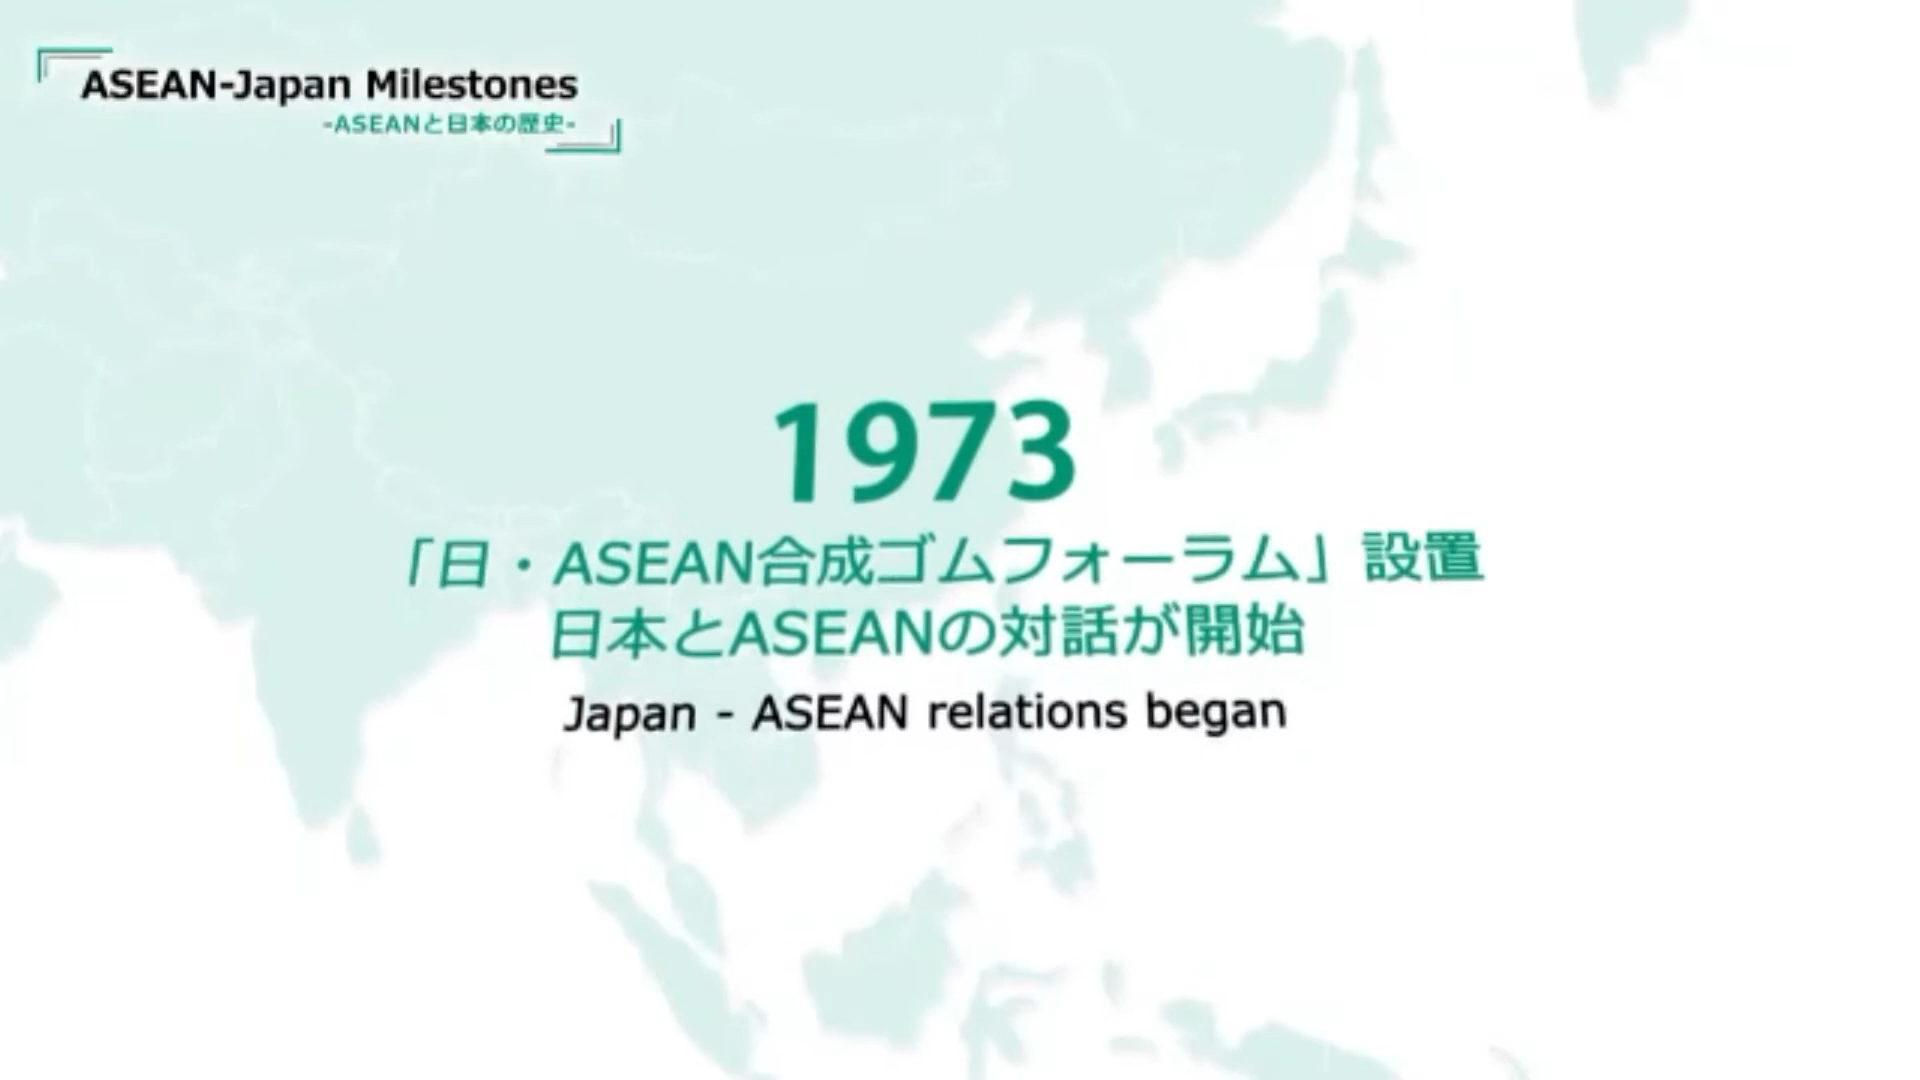 ASEAN-Japan Milestones
-ASEANと日本の歴史-
1973
「日・ASEAN合成ゴムフォーラム」設置
日本とASEANの対話が開始
Japan - ASEAN relations began